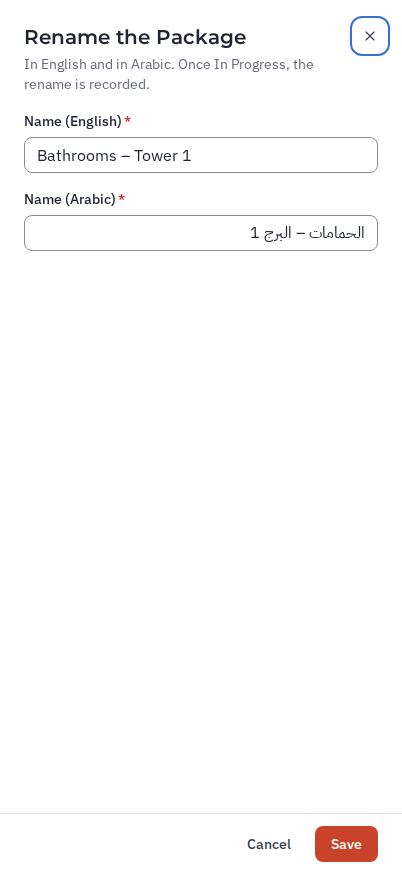 Rename the Package
In English and in Arabic. Once In Progress, the
rename is recorded.
Name (English) *
Bathrooms – Tower 1
Name (Arabic) *
الحمامات – البرج 1
Cancel
Save